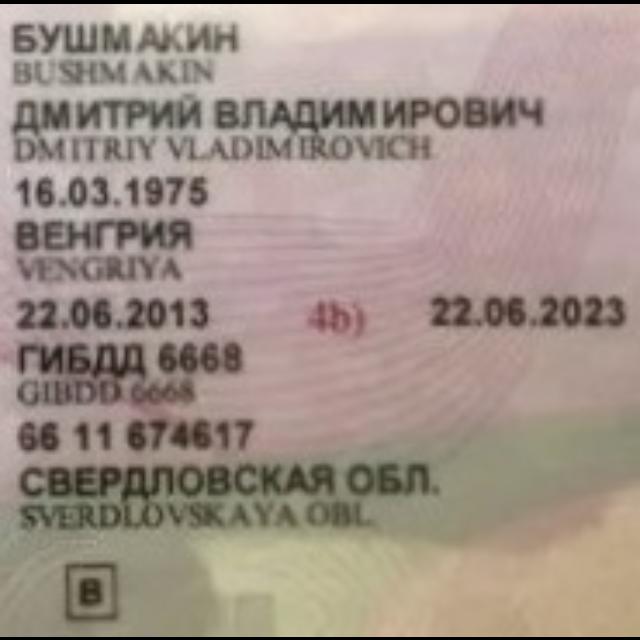 БУШМАКИН
BUSHMAKIN
ДМИТРИЙ ВЛАДИМИРОВИЧ
DMITRIY VLADIMIROVICH
16.03.1975
ВЕНГРИЯ
VENGRIYA
22.06.2013 4b) 22.06.2023
ГИБДД 6668
GIBDD 6668
66 11 674617
СВЕРДЛОВСКАЯ ОБЛ.
SVERDLOVSKAYA OBL.
B